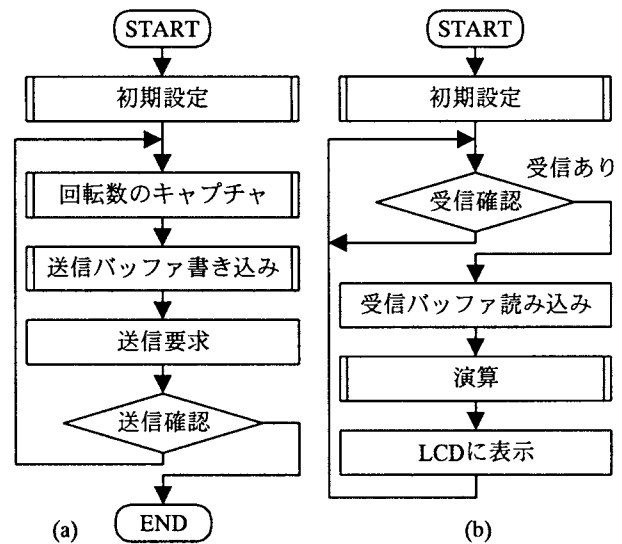 START
初期設定
回転数のキャプチャ
送信バッファ書き込み
送信要求
送信確認
END
(a)
START
初期設定
受信あり
受信確認
受信バッファ読み込み
演算
LCDに表示
(b)